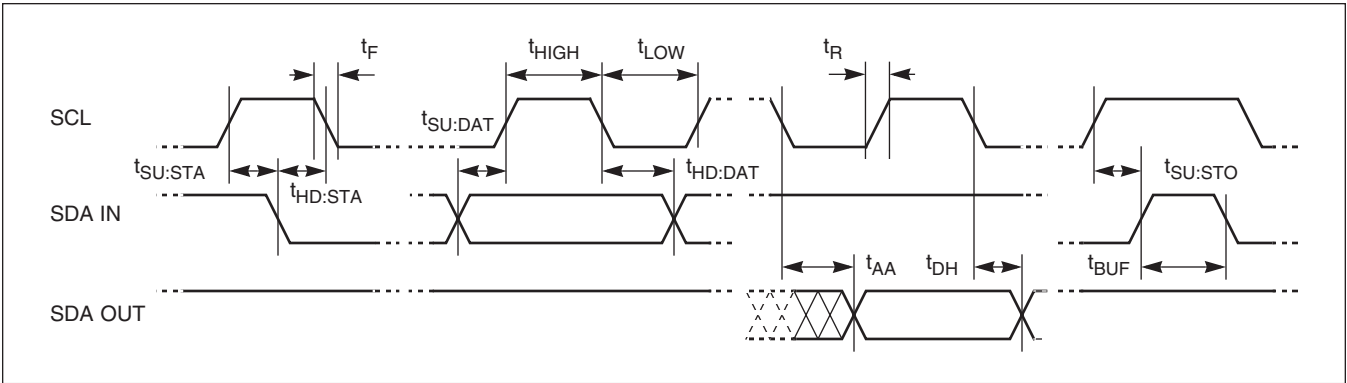 tF
tHIGH
tLOW
tR
SCL
tSU:DAT
tSU:STA
tHD:STA
tHD:DAT
tSU:STO
SDA IN
tAA
tDH
tBUF
SDA OUT